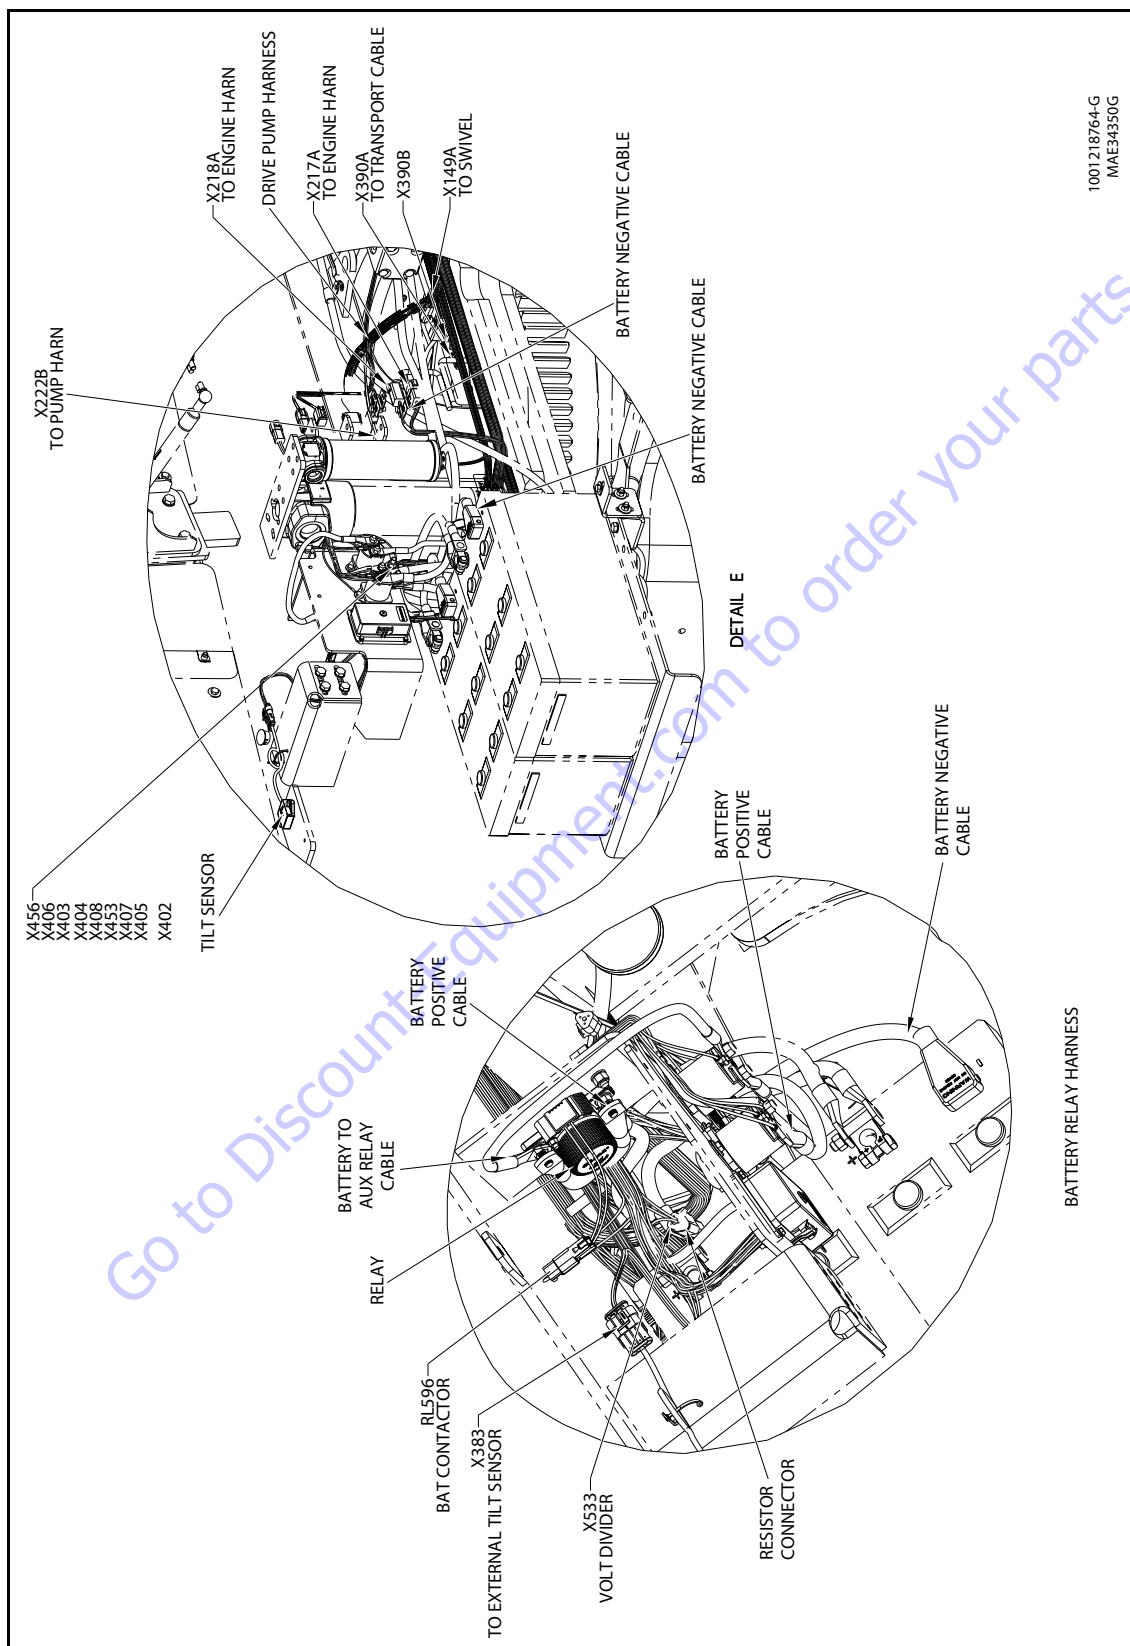 X218A
TO ENGINE HARN
DRIVE PUMP HARNESS
X217A
TO ENGINE HARN
X390A
TO TRANSPORT CABLE
X390B
X149A
TO SWIVEL
BATTERY NEGATIVE CABLE
BATTERY NEGATIVE CABLE
X222B
TO PUMP HARN
X456
X406
X403
X404
X408
X453
X407
X405
X402
TILT SENSOR
DETAIL E
BATTERY
POSITIVE
CABLE
BATTERY TO
AUX RELAY
CABLE
RELAY
RL596
BAT CONTACTOR
X383
TO EXTERNAL TILT SENSOR
X533
VOLT DIVIDER
RESISTOR
CONNECTOR
BATTERY
POSITIVE
CABLE
BATTERY NEGATIVE
CABLE
+
+
BATTERY RELAY HARNESS
1001218764-G
MAE34350G
Go to Discount-Equipment.com to order your parts